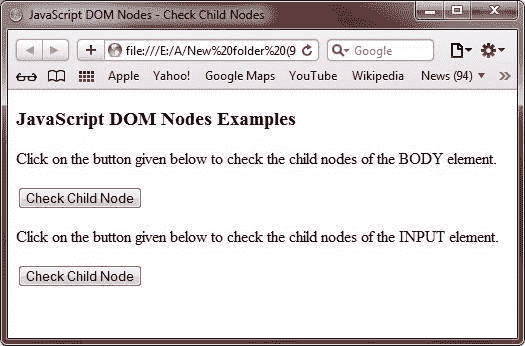 JavaScript DOM Nodes - Check Child Nodes
file:///E:/A/New%20folder%20(9
Google
Apple Yahoo! Google Maps YouTube Wikipedia News (94)
JavaScript DOM Nodes Examples
Click on the button given below to check the child nodes of the BODY element.
Check Child Node
Click on the button given below to check the child nodes of the INPUT element.
Check Child Node